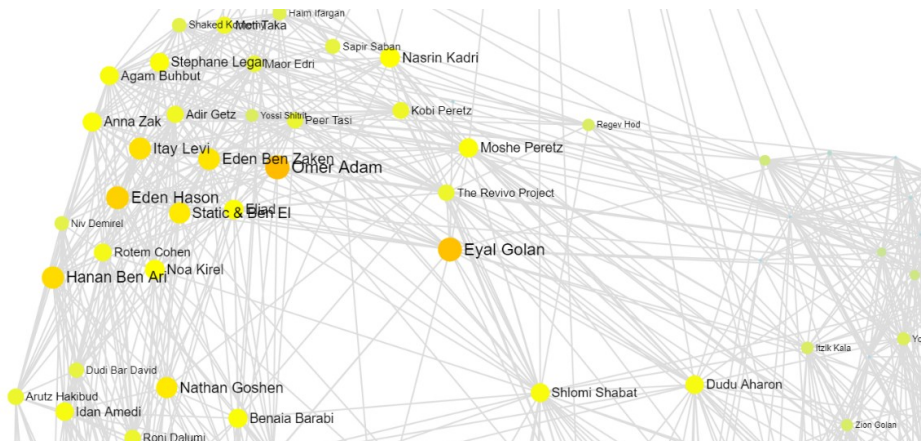 Haim Ifargan
Shaked Komemy
Moti Taka
Sapir Saban
Stephane Legar
Maor Edri
Nasrin Kadri
Agam Buhbut
Adir Getz
Yossi Shitrit
Peer Tasi
Kobi Peretz
Anna Zak
Regev Hod
Itay Levi
Eden Ben Zaken
Moshe Peretz
Omer Adam
The Revivo Project
Eden Hason
Static & Ben El
Eliad
Niv Demirel
Rotem Cohen
Eyal Golan
Noa Kirel
Hanan Ben Ari
Itzik Kala
Yo
Dudi Bar David
Nathan Goshen
Dudu Aharon
Shlomi Shabat
Arutz Hakibud
Idan Amedi
Benaia Barabi
Zion Golan
Roni Dalumi